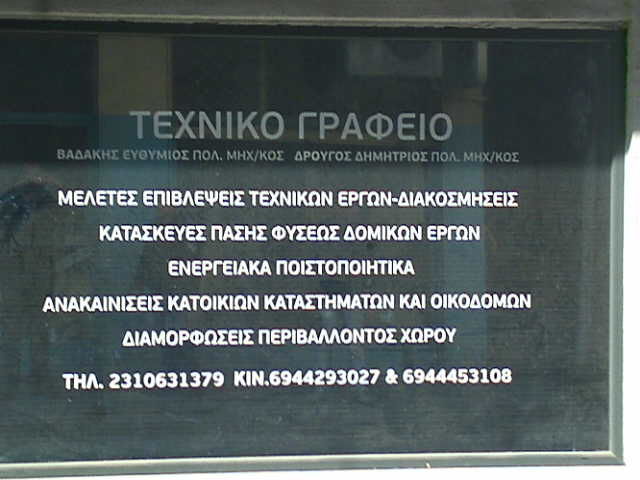 ΤΕΧΝΙΚΟ ΓΡΑΦΕΙΟ
ΒΑΔΑΚΗΣ ΕΥΘΥΜΙΟΣ ΠΟΛ. ΜΗΧ/ΚΟΣ ΔΡΟΥΓΟΣ ΔΗΜΗΤΡΙΟΣ ΠΟΛ. ΜΗΧ/ΚΟΣ
ΜΕΛΕΤΕΣ ΕΠΙΒΛΕΨΕΙΣ ΤΕΧΝΙΚΩΝ ΕΡΓΩΝ-ΔΙΑΚΟΣΜΗΣΕΙΣ
ΚΑΤΑΣΚΕΥΕΣ ΠΑΣΗΣ ΦΥΣΕΩΣ ΔΟΜΙΚΩΝ ΕΡΓΩΝ
ΕΝΕΡΓΕΙΑΚΑ ΠΟΙΣΤΟΠΟΙΗΤΙΚΑ
ΑΝΑΚΑΙΝΙΣΕΙΣ ΚΑΤΟΙΚΙΩΝ ΚΑΤΑΣΤΗΜΑΤΩΝ ΚΑΙ ΟΙΚΟΔΟΜΩΝ
ΔΙΑΜΟΡΦΩΣΕΙΣ ΠΕΡΙΒΑΛΛΟΝΤΟΣ ΧΩΡΟΥ
ΤΗΛ. 2310631379 ΚΙΝ.6944293027 & 6944453108